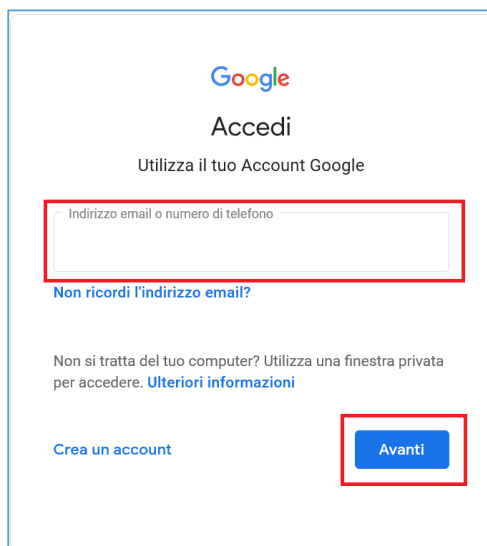 Google
Accedi
Utilizza il tuo Account Google
Indirizzo email o numero di telefono
Non ricordi l'indirizzo email?
Non si tratta del tuo computer? Utilizza una finestra privata
per accedere. Ulteriori informazioni
Crea un account
Avanti